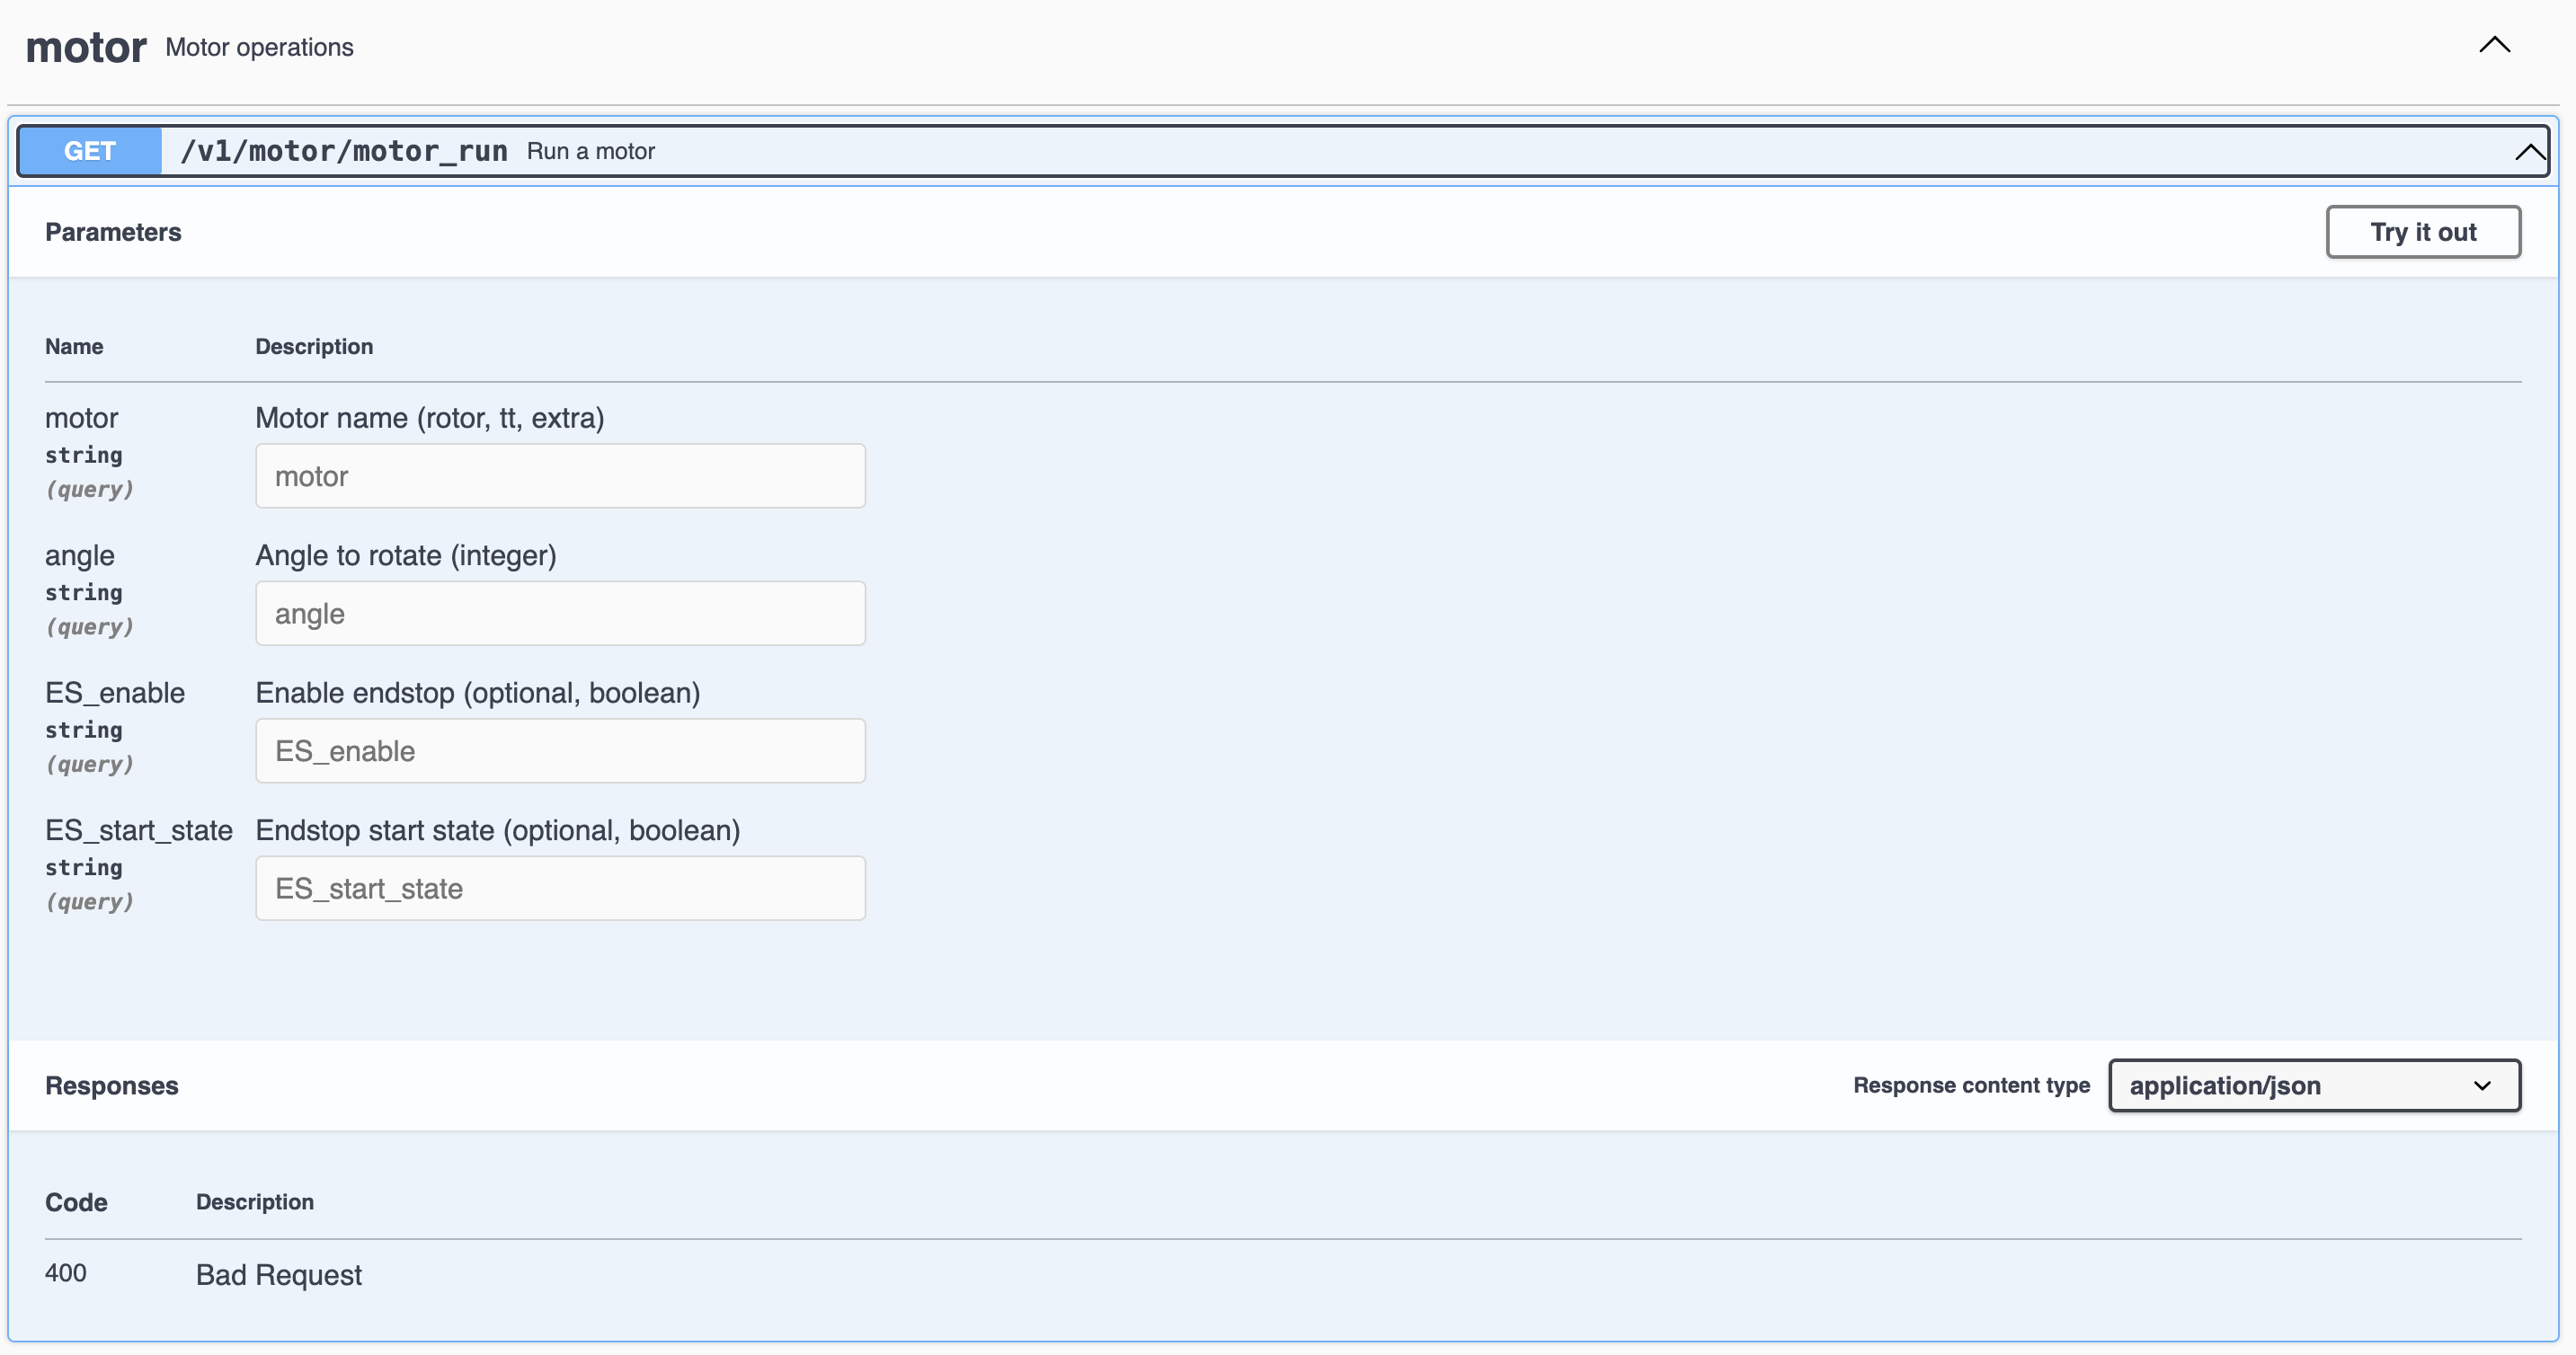 motor Motor operations
GET /v1/motor/motor_run Run a motor
Parameters Try it out
Name Description
motor Motor name (rotor, tt, extra)
string
(query)
motor
angle Angle to rotate (integer)
string
(query)
angle
ES_enable Enable endstop (optional, boolean)
string
(query)
ES_enable
ES_start_state Endstop start state (optional, boolean)
string
(query)
ES_start_state
Responses Response content type application/json
Code Description
400 Bad Request